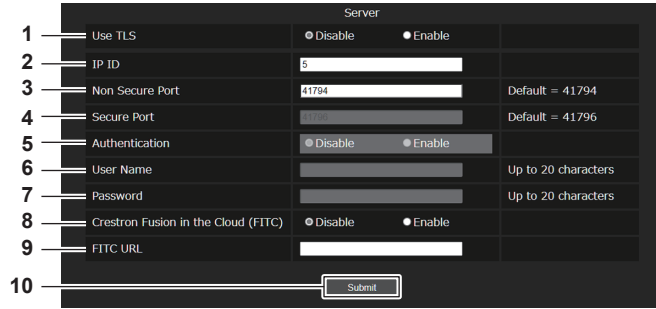 Server
1 Use TLS Disable Enable
2 IP ID 5
3 Non Secure Port 41794 Default = 41794
4 Secure Port 41796 Default = 41796
5 Authentication Disable Enable
6 User Name Up to 20 characters
7 Password Up to 20 characters
8 Crestron Fusion in the Cloud (FITC) Disable Enable
9 FITC URL
10 Submit